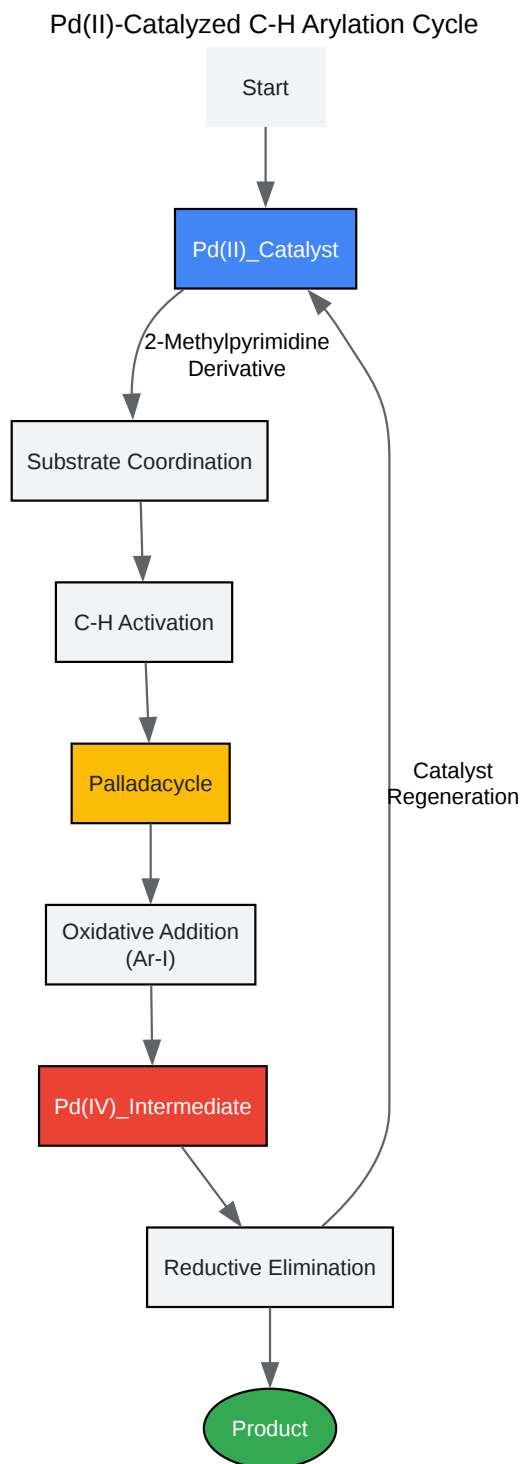 Pd(II)-Catalyzed C-H Arylation Cycle
Start
Pd(II)_Catalyst
2-Methylpyrimidine
Derivative
Substrate Coordination
C-H Activation
Palladacycle
Catalyst
Regeneration
Oxidative Addition
(Ar-I)
Pd(IV)_Intermediate
Reductive Elimination
Product